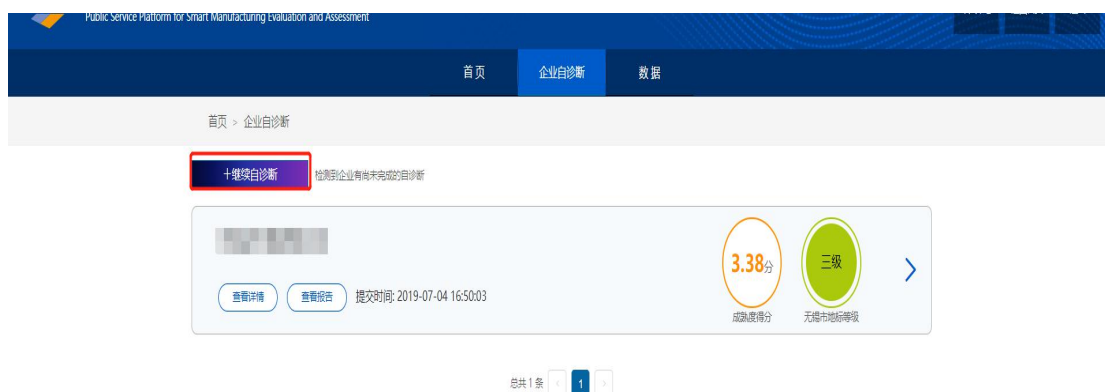 Public Service Platform for Smart Manufacturing Evaluation and Assessment
首页 企业自诊断 数据
首页 > 企业自诊断
+继续自诊断 检测到企业有尚未完成的自诊断
3.38分 三级
查看详情 查看报告 提交时间: 2019-07-04 16:50:03
成熟度得分 无锡市地标等级
总共 1 条 < 1 >